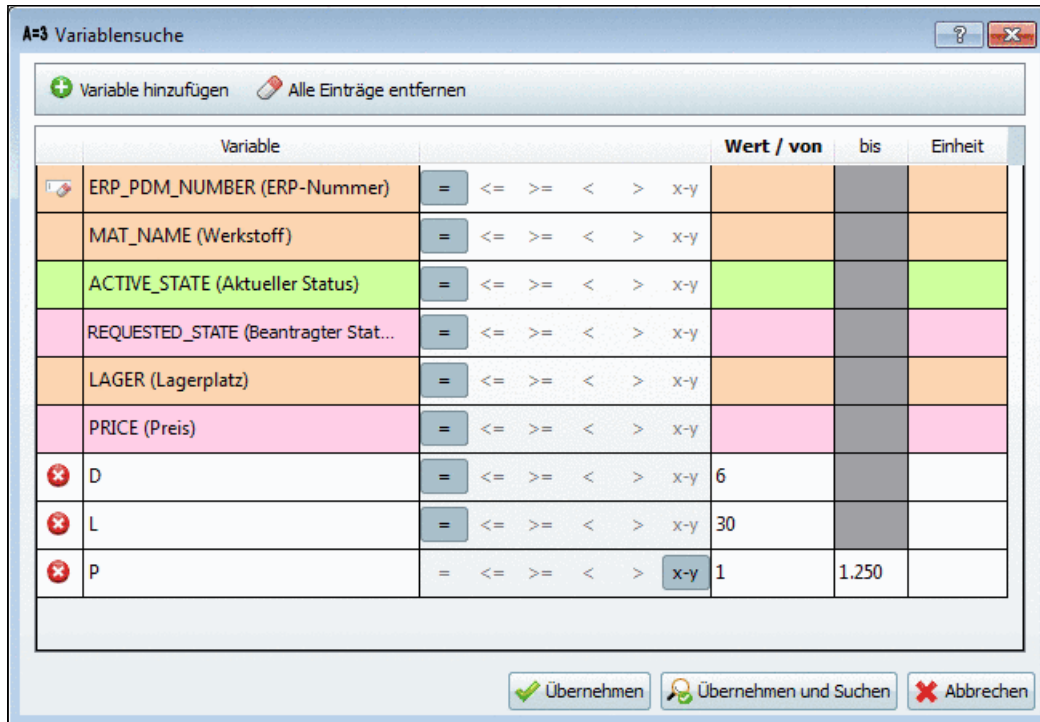 A=3 Variablensuche
Variable hinzufügen Alle Einträge entfernen
Variable Wert / von bis Einheit
ERP_PDM_NUMBER (ERP-Nummer) = <= >= < > x-y
MAT_NAME (Werkstoff) = <= >= < > x-y
ACTIVE_STATE (Aktueller Status) = <= >= < > x-y
REQUESTED_STATE (Beantragter Stat... = <= >= < > x-y
LAGER (Lagerplatz) = <= >= < > x-y
PRICE (Preis) = <= >= < > x-y
D = <= >= < > x-y 6
L = <= >= < > x-y 30
P = <= >= < > x-y 1 1.250
Übernehmen Übernehmen und Suchen Abbrechen